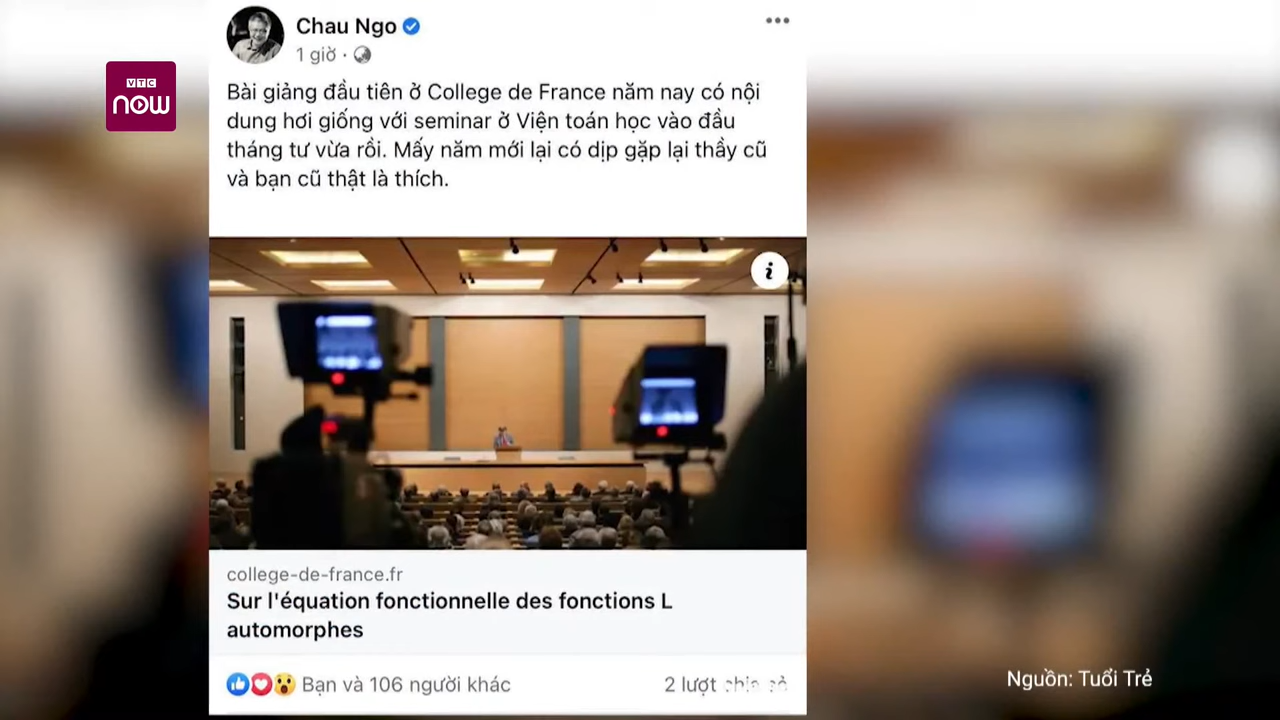 Chau Ngo
1 giờ ·
VTC
now
Bài giảng đầu tiên ở College de France năm nay có nội
dung hơi giống với seminar ở Viện toán học vào đầu
tháng tư vừa rồi. Mấy năm mới lại có dịp gặp lại thầy cũ
và bạn cũ thật là thích.
i
college-de-france.fr
Sur l'équation fonctionnelle des fonctions L
automorphes
Bạn và 106 người khác
2 lượt chia sẻ
Nguồn: Tuổi Trẻ